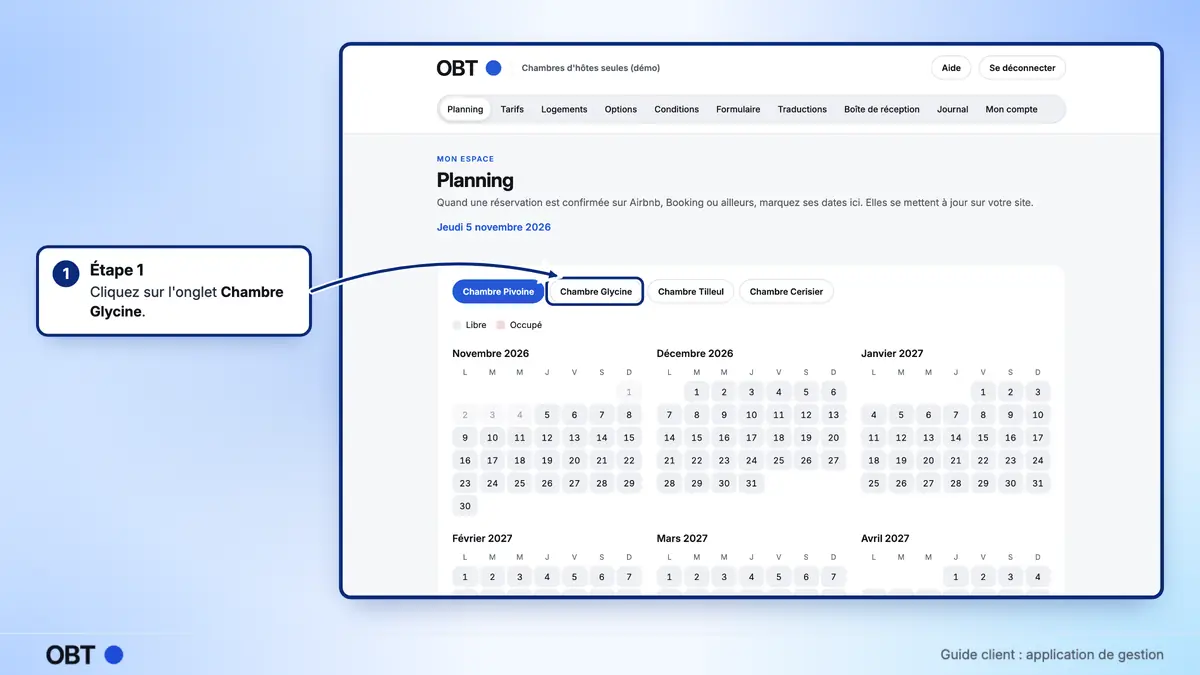 OBT
Chambres d'hôtes seules (démo)
Aide
Se déconnecter
Planning Tarifs Logements Options Conditions Formulaire Traductions Boîte de réception Journal Mon compte
MON ESPACE
Planning
Quand une réservation est confirmée sur Airbnb, Booking ou ailleurs, marquez ses dates ici. Elles se mettent à jour sur votre site.
Jeudi 5 novembre 2026
1
Étape 1
Cliquez sur l'onglet Chambre
Glycine.
Chambre Pivoine Chambre Glycine Chambre Tilleul Chambre Cerisier
Libre Occupé
Novembre 2026
L M M J V S D
1
2 3 4 5 6 7 8
9 10 11 12 13 14 15
16 17 18 19 20 21 22
23 24 25 26 27 28 29
30
Décembre 2026
L M M J V S D
1 2 3 4 5 6
7 8 9 10 11 12 13
14 15 16 17 18 19 20
21 22 23 24 25 26 27
28 29 30 31
Janvier 2027
L M M J V S D
1 2 3
4 5 6 7 8 9 10
11 12 13 14 15 16 17
18 19 20 21 22 23 24
25 26 27 28 29 30 31
Février 2027
L M M J V S D
1 2 3 4 5 6 7
Mars 2027
L M M J V S D
1 2 3 4 5 6 7
Avril 2027
L M M J V S D
1 2 3 4
OBT
Guide client : application de gestion